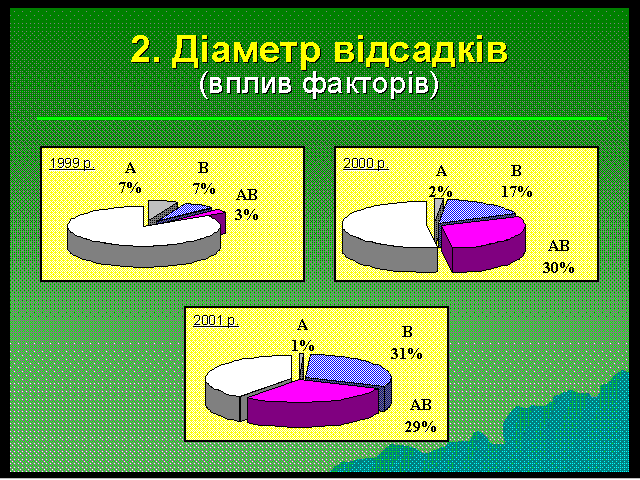 2. Діаметр відсадків
(вплив факторів)
1999 р.
A
7%
B
7%
AB
3%
2000 р.
A
2%
B
17%
AB
30%
2001 р.
A
1%
B
31%
AB
29%